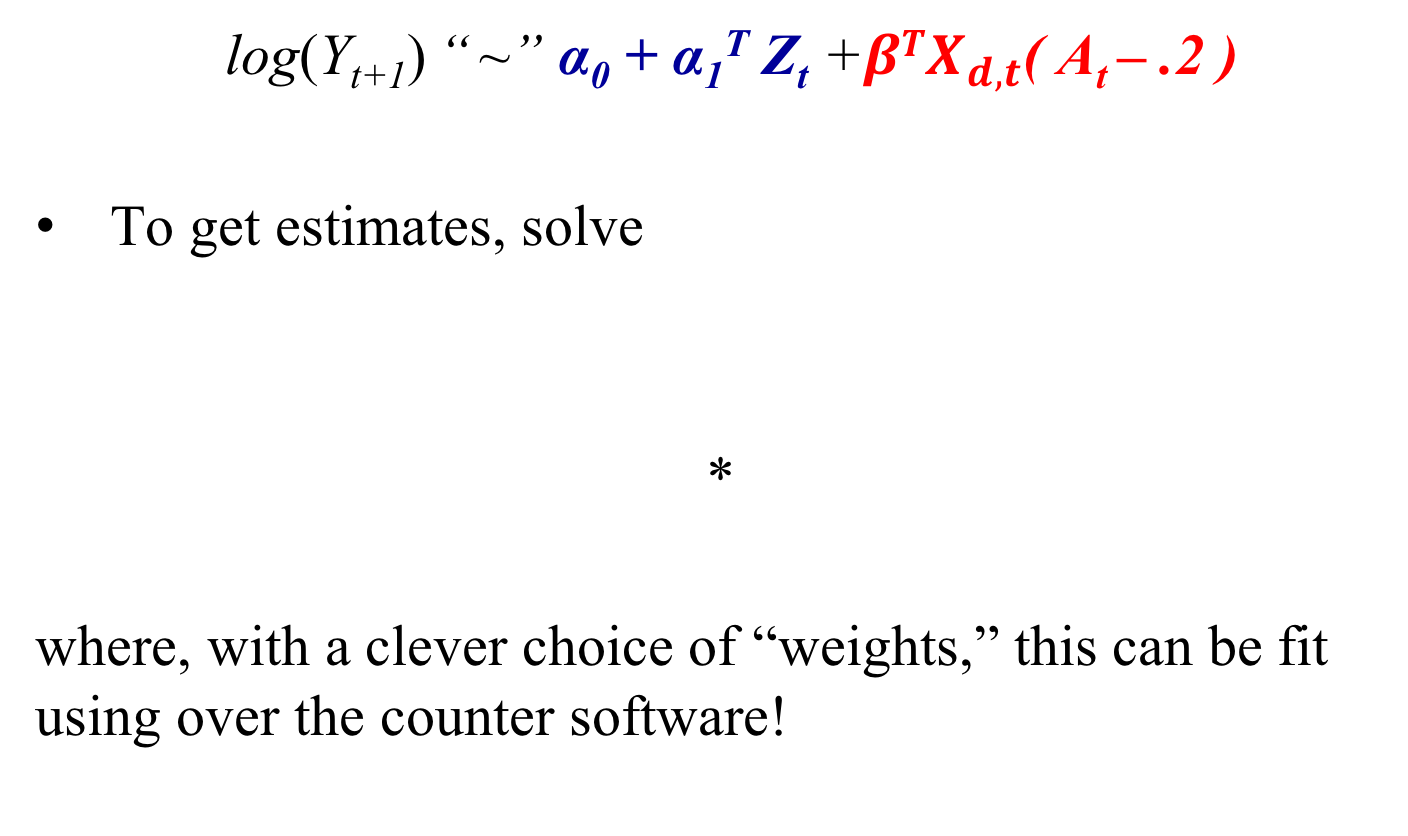 log(Yₜ₊₁) “~” α₀ + α₁ᵀ Zₜ +βᵀX_d,t( Aₜ – .2 )
• To get estimates, solve
*
where, with a clever choice of “weights,” this can be fit
using over the counter software!